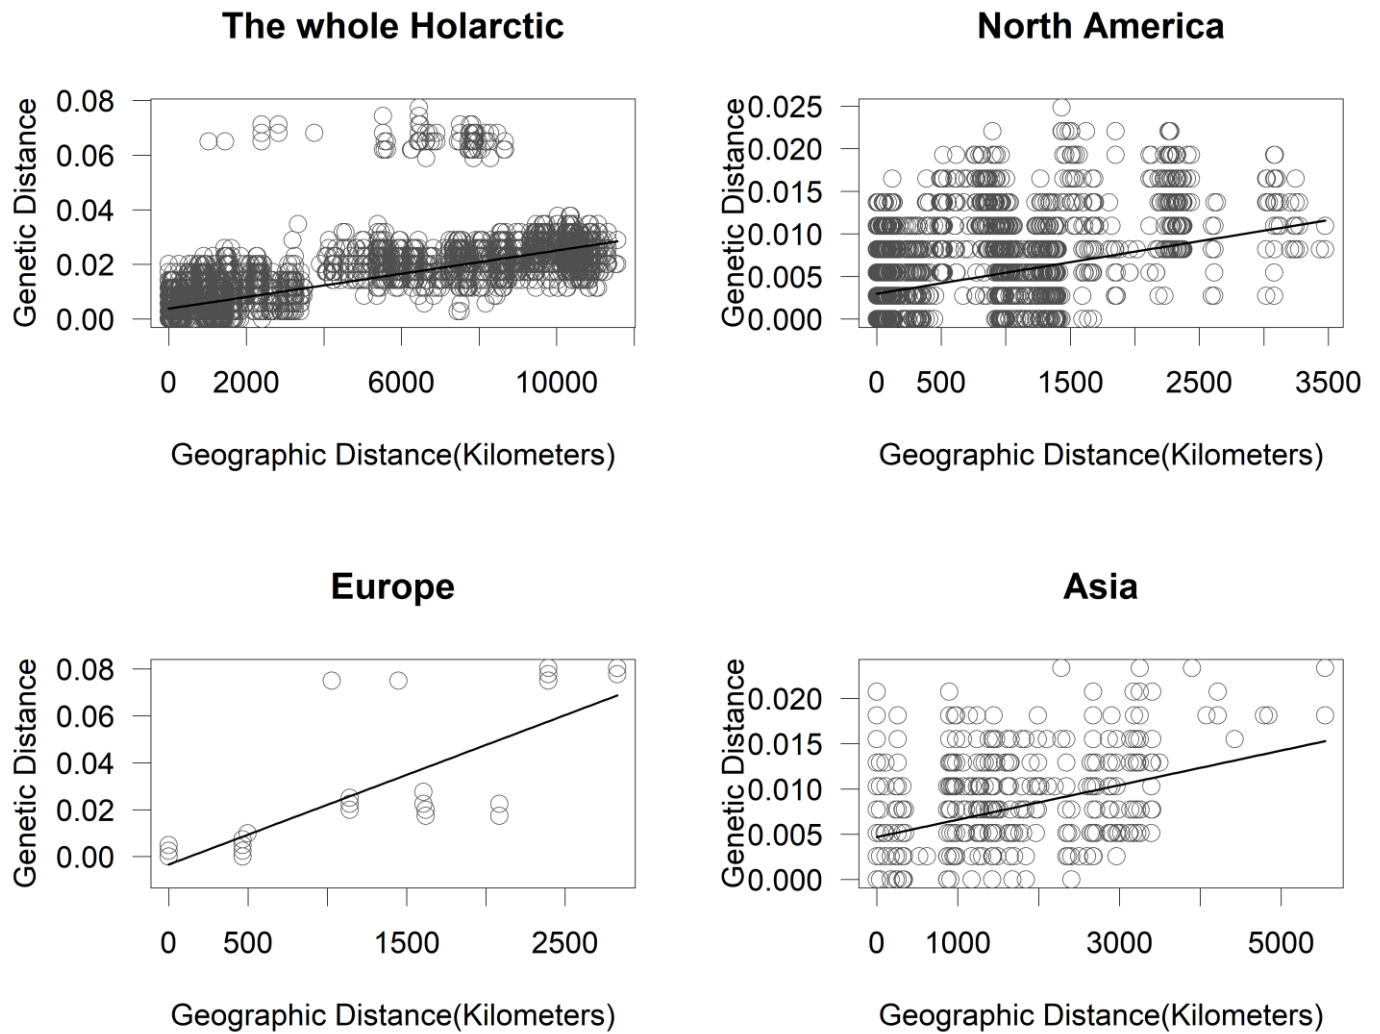 The whole Holarctic
Genetic Distance
0.08
0.06
0.04
0.02
0.00
0 2000 6000 10000
Geographic Distance(Kilometers)
North America
Genetic Distance
0.025
0.020
0.015
0.010
0.005
0.000
0 500 1500 2500 3500
Geographic Distance(Kilometers)
Europe
Genetic Distance
0.08
0.06
0.04
0.02
0.00
0 500 1500 2500
Geographic Distance(Kilometers)
Asia
Genetic Distance
0.020
0.015
0.010
0.005
0.000
0 1000 3000 5000
Geographic Distance(Kilometers)